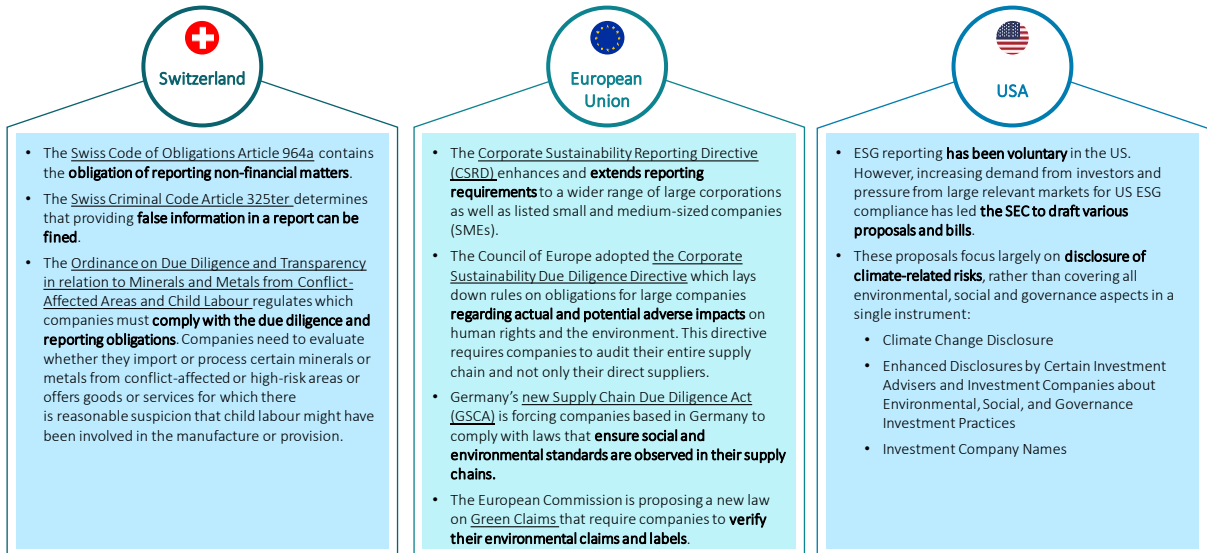 Switzerland
• The Swiss Code of Obligations Article 964a contains
the obligation of reporting non-financial matters.
• The Swiss Criminal Code Article 325ter determines
that providing false information in a report can be
fined.
• The Ordinance on Due Diligence and Transparency
in relation to Minerals and Metals from Conflict-
Affected Areas and Child Labour regulates which
companies must comply with the due diligence and
reporting obligations. Companies need to evaluate
whether they import or process certain minerals or
metals from conflict-affected or high-risk areas or
offers goods or services for which there
is reasonable suspicion that child labour might have
been involved in the manufacture or provision.
European
Union
• The Corporate Sustainability Reporting Directive
(CSRD) enhances and extends reporting
requirements to a wider range of large corporations
as well as listed small and medium-sized companies
(SMEs).
• The Council of Europe adopted the Corporate
Sustainability Due Diligence Directive which lays
down rules on obligations for large companies
regarding actual and potential adverse impacts on
human rights and the environment. This directive
requires companies to audit their entire supply
chain and not only their direct suppliers.
• Germany's new Supply Chain Due Diligence Act
(GSCA) is forcing companies based in Germany to
comply with laws that ensure social and
environmental standards are observed in their supply
chains.
• The European Commission is proposing a new law
on Green Claims that require companies to verify
their environmental claims and labels.
USA
• ESG reporting has been voluntary in the US.
However, increasing demand from investors and
pressure from large relevant markets for US ESG
compliance has led the SEC to draft various
proposals and bills.
• These proposals focus largely on disclosure of
climate-related risks, rather than covering all
environmental, social and governance aspects in a
single instrument:
• Climate Change Disclosure
• Enhanced Disclosures by Certain Investment
Advisers and Investment Companies about
Environmental, Social, and Governance
Investment Practices
• Investment Company Names